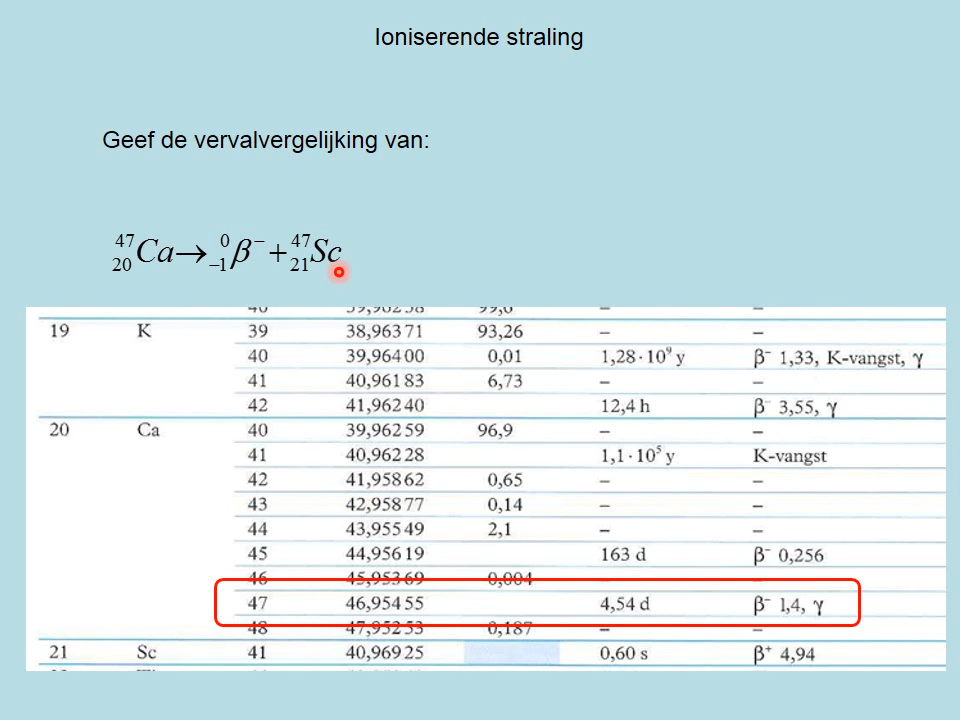 Ioniserende straling
Geef de vervalvergelijking van:
⁴⁷₂₀Ca → ⁰₋₁β⁻ + ⁴⁷₂₁Sc
19 K 39 38,963 71 93,26 – –
40 39,964 00 0,01 1,28·10⁹ y β⁻ 1,33, K-vangst, γ
41 40,961 83 6,73 – –
42 41,962 40 12,4 h β⁻ 3,55, γ
20 Ca 40 39,962 59 96,9 – –
41 40,962 28 1,1·10⁵ y K-vangst
42 41,958 62 0,65 – –
43 42,958 77 0,14 – –
44 43,955 49 2,1 – –
45 44,956 19 163 d β⁻ 0,256
46 45,953 69 0,004 – –
47 46,954 55 4,54 d β⁻ 1,4, γ
48 47,952 53 0,187 – –
21 Sc 41 40,969 25 0,60 s β⁺ 4,94